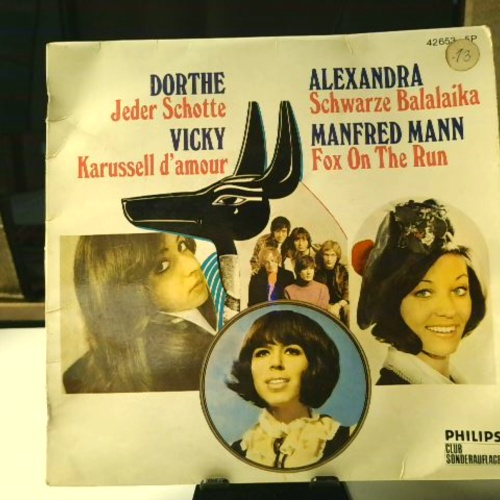 42653 5P
13
DORTHE
Jeder Schotte
VICKY
Karussell d'amour
ALEXANDRA
Schwarze Balalaika
MANFRED MANN
Fox On The Run
PHILIPS
CLUB
SONDERAUFLAGE